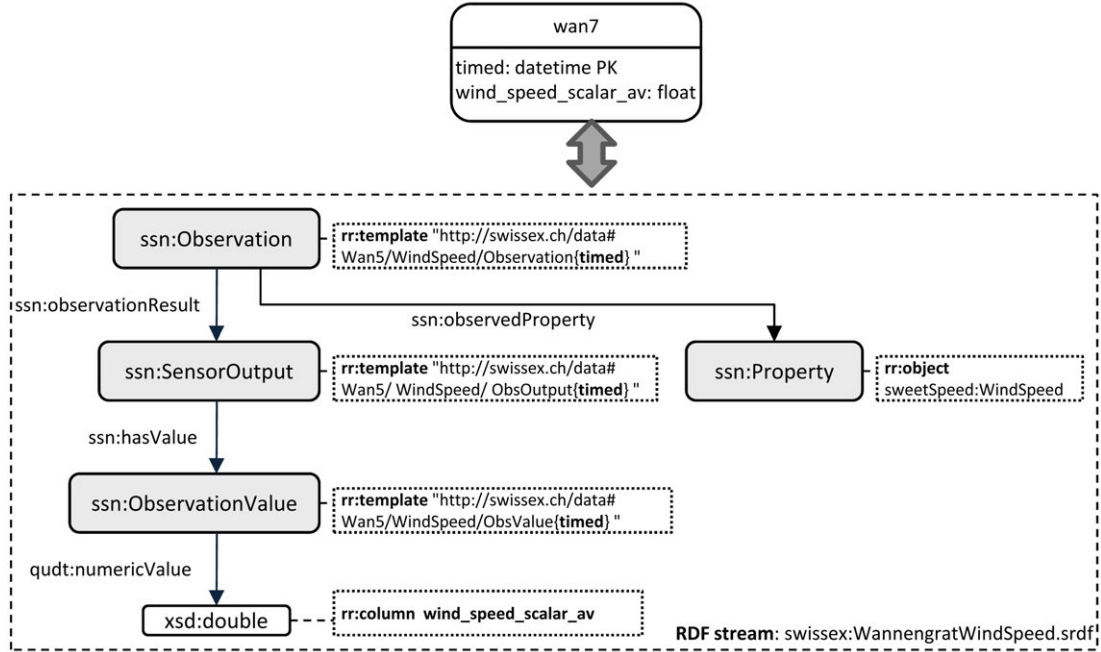 wan7
timed: datetime PK
wind_speed_scalar_av: float
ssn:Observation
rr:template "http://swissex.ch/data#
Wan5/WindSpeed/Observation{timed} "
ssn:observationResult
ssn:observedProperty
ssn:SensorOutput
rr:template "http://swissex.ch/data#
Wan5/ WindSpeed/ ObsOutput{timed} "
ssn:Property
rr:object
sweetSpeed:WindSpeed
ssn:hasValue
ssn:ObservationValue
rr:template "http://swissex.ch/data#
Wan5/WindSpeed/ObsValue{timed} "
qudt:numericValue
xsd:double
rr:column wind_speed_scalar_av
RDF stream: swissex:WannengratWindSpeed.srdf